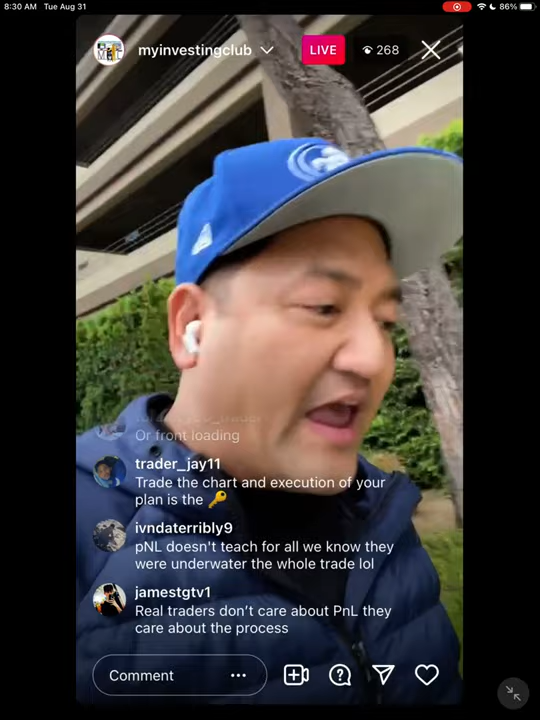 8:30 AM Tue Aug 31
86%
myinvestingclub
LIVE
268
Or front loading
trader_jay11
Trade the chart and execution of your
plan is the 🔑
ivndaterribly9
pNL doesn't teach for all we know they
were underwater the whole trade lol
jamestgtv1
Real traders don’t care about PnL they
care about the process
Comment